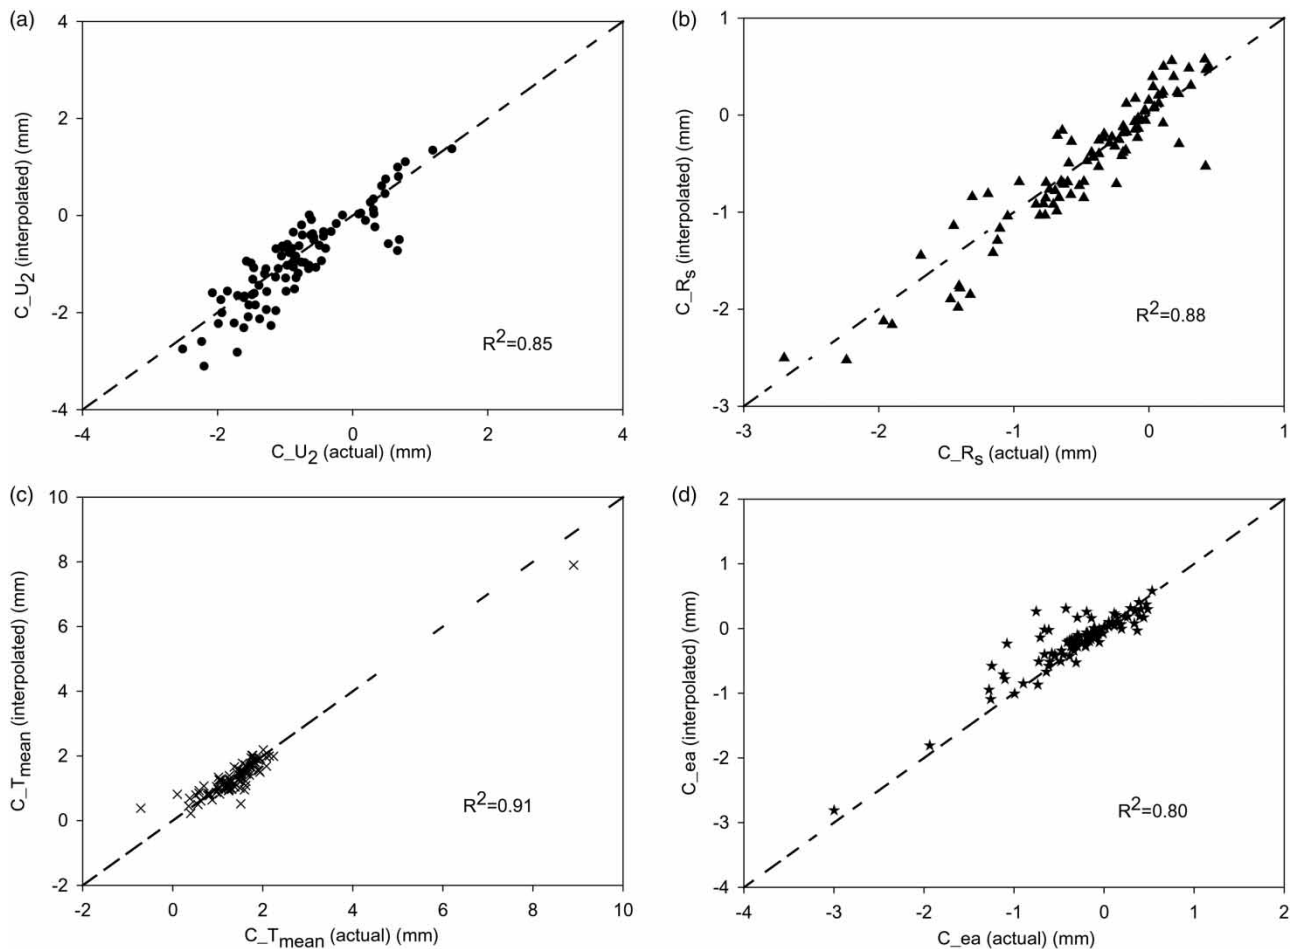 (a)
4
2
0
-2
-4
C_U2 (interpolated) (mm)
R2=0.85
-4 -2 0 2 4
C_U2 (actual) (mm)
(b)
1
0
-1
-2
-3
C_Rs (interpolated) (mm)
R2=0.88
-3 -2 -1 0 1
C_Rs (actual) (mm)
(c)
10
8
6
4
2
0
-2
C_Tmean (interpolated) (mm)
R2=0.91
-2 0 2 4 6 8 10
C_Tmean (actual) (mm)
(d)
2
1
0
-1
-2
-3
-4
C_ea (interpolated) (mm)
R2=0.80
-4 -3 -2 -1 0 1 2
C_ea (actual) (mm)